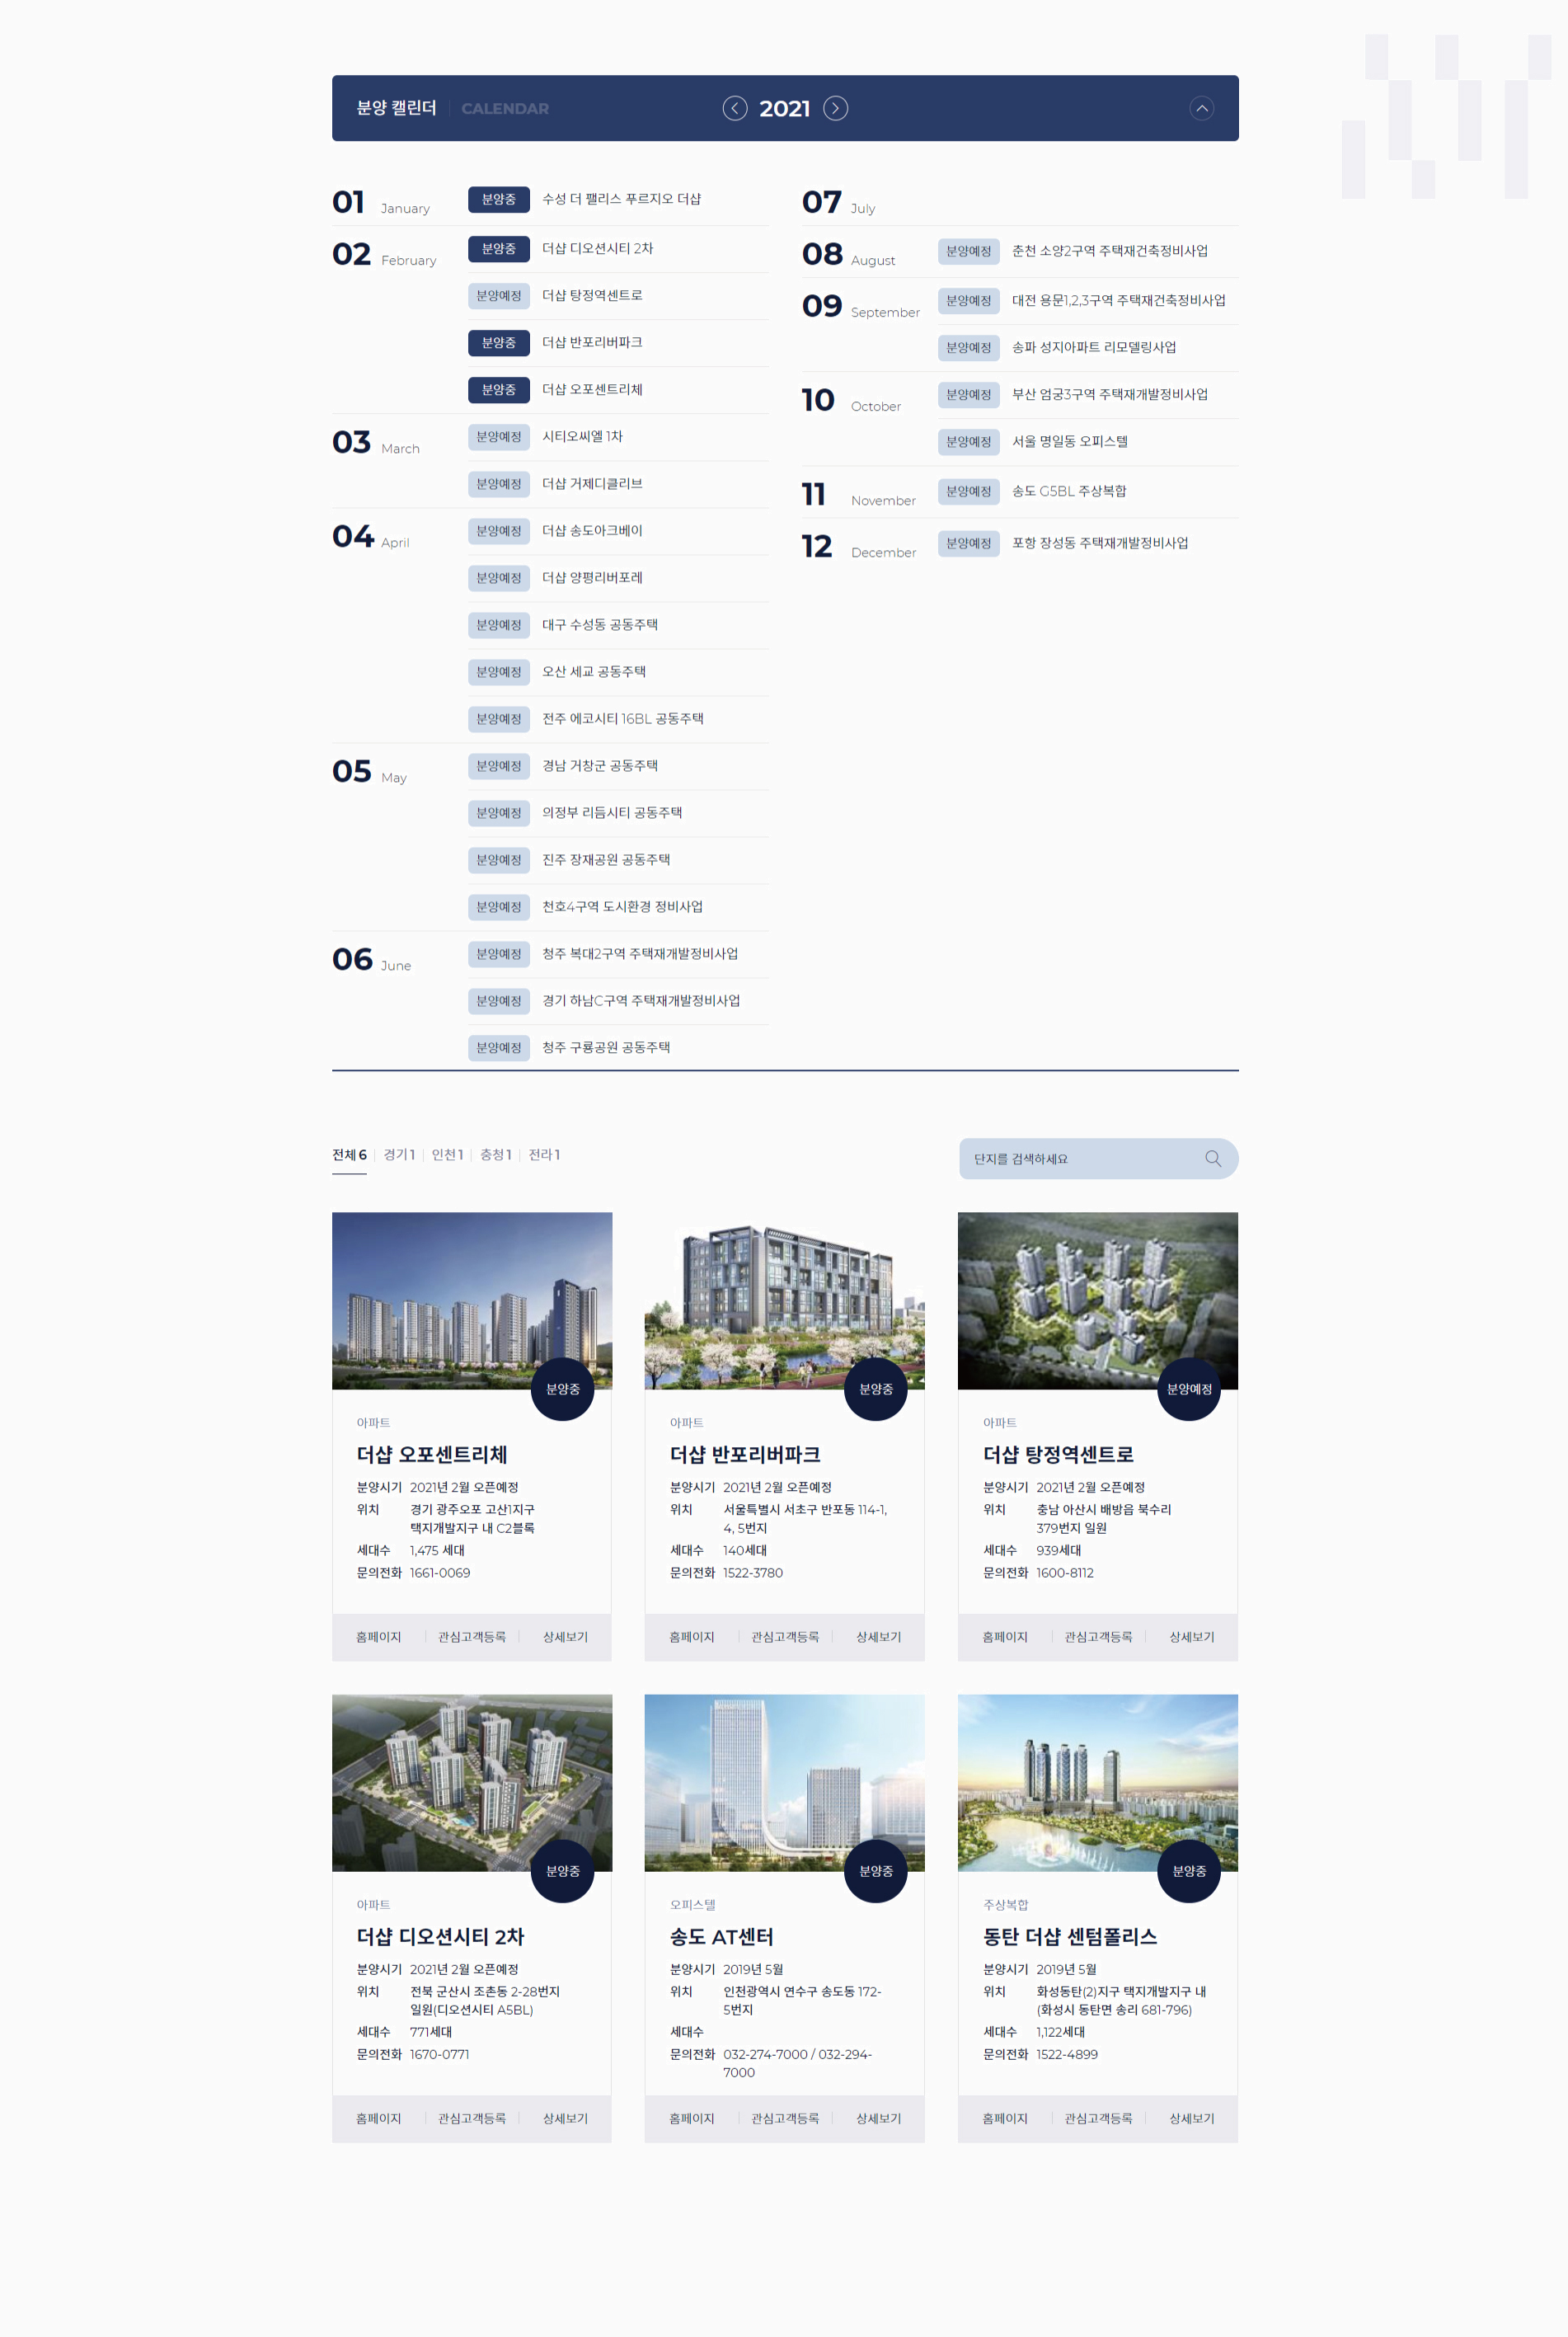 분양 캘린더 CALENDAR 2021
01 January 분양중 수성 더 팰리스 푸르지오 더샵
02 February 분양중 더샵 디오션시티 2차
분양예정 더샵 탕정역센트로
분양중 더샵 반포리버파크
분양중 더샵 오포센트리체
03 March 분양예정 시티오씨엘 1차
분양예정 더샵 거제디클리브
04 April 분양예정 더샵 송도아크베이
분양예정 더샵 양평리버포레
분양예정 대구 수성동 공동주택
분양예정 오산 세교 공동주택
분양예정 전주 에코시티 16BL 공동주택
05 May 분양예정 경남 거창군 공동주택
분양예정 의정부 리듬시티 공동주택
분양예정 진주 장재공원 공동주택
분양예정 천호4구역 도시환경 정비사업
06 June 분양예정 청주 복대2구역 주택재개발정비사업
분양예정 경기 하남C구역 주택재개발정비사업
분양예정 청주 구룡공원 공동주택
07 July
08 August 분양예정 춘천 소양2구역 주택재건축정비사업
09 September 분양예정 대전 용문1,2,3구역 주택재건축정비사업
분양예정 송파 성지아파트 리모델링사업
10 October 분양예정 부산 엄궁3구역 주택재개발정비사업
분양예정 서울 명일동 오피스텔
11 November 분양예정 송도 G5BL 주상복합
12 December 분양예정 포항 장성동 주택재개발정비사업
전체 6 경기 1 인천 1 충청 1 전라 1
단지를 검색하세요
분양중
아파트
더샵 오포센트리체
분양시기 2021년 2월 오픈예정
위치 경기 광주오포 고산1지구
택지개발지구 내 C2블록
세대수 1,475 세대
문의전화 1661-0069
홈페이지 관심고객등록 상세보기
분양중
아파트
더샵 반포리버파크
분양시기 2021년 2월 오픈예정
위치 서울특별시 서초구 반포동 114-1,
4, 5번지
세대수 140세대
문의전화 1522-3780
홈페이지 관심고객등록 상세보기
분양예정
아파트
더샵 탕정역센트로
분양시기 2021년 2월 오픈예정
위치 충남 아산시 배방읍 북수리
379번지 일원
세대수 939세대
문의전화 1600-8112
홈페이지 관심고객등록 상세보기
분양중
아파트
더샵 디오션시티 2차
분양시기 2021년 2월 오픈예정
위치 전북 군산시 조촌동 2-28번지
일원(디오션시티 A5BL)
세대수 771세대
문의전화 1670-0771
홈페이지 관심고객등록 상세보기
분양중
오피스텔
송도 AT센터
분양시기 2019년 5월
위치 인천광역시 연수구 송도동 172-
5번지
세대수
문의전화 032-274-7000 / 032-294-
7000
홈페이지 관심고객등록 상세보기
분양중
주상복합
동탄 더샵 센텀폴리스
분양시기 2019년 5월
위치 화성동탄(2)지구 택지개발지구 내
(화성시 동탄면 송리 681-796)
세대수 1,122세대
문의전화 1522-4899
홈페이지 관심고객등록 상세보기